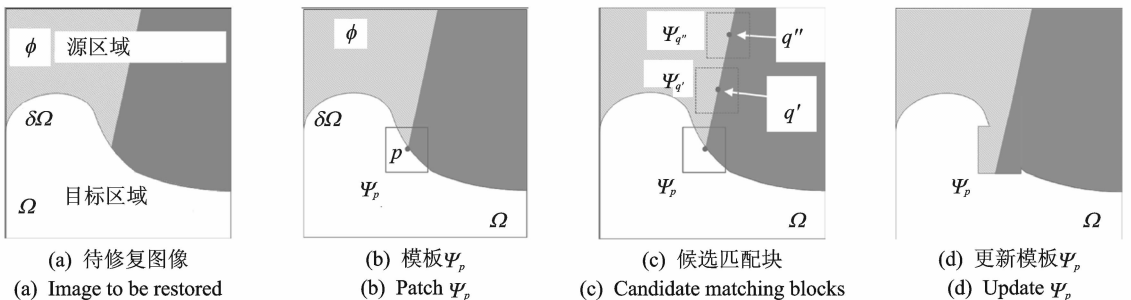 ϕ 源区域
δΩ
Ω 目标区域
(a) 待修复图像
(a) Image to be restored
ϕ
δΩ
p
Ψp
Ω
(b) 模板Ψp
(b) Patch Ψp
Ψq″ q″
Ψq′ q′
Ψp
Ω
(c) 候选匹配块
(c) Candidate matching blocks
Ψp
(d) 更新模板Ψp
(d) Update Ψp